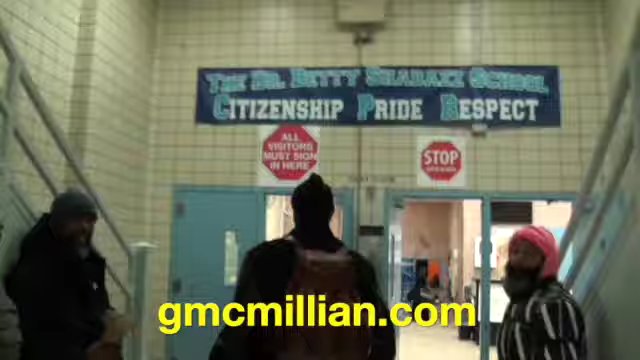 THE DR. BETTY SHABAZZ SCHOOL
CITIZENSHIP PRIDE RESPECT
ALL
VISITORS
MUST SIGN
IN HERE
STOP
gmcmillian.com